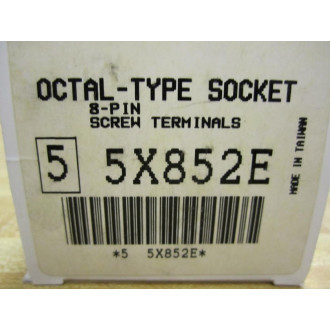 OCTAL-TYPE SOCKET
8-PIN
SCREW TERMINALS
5 5X852E
MADE IN TAIWAN
*5 5X852E*